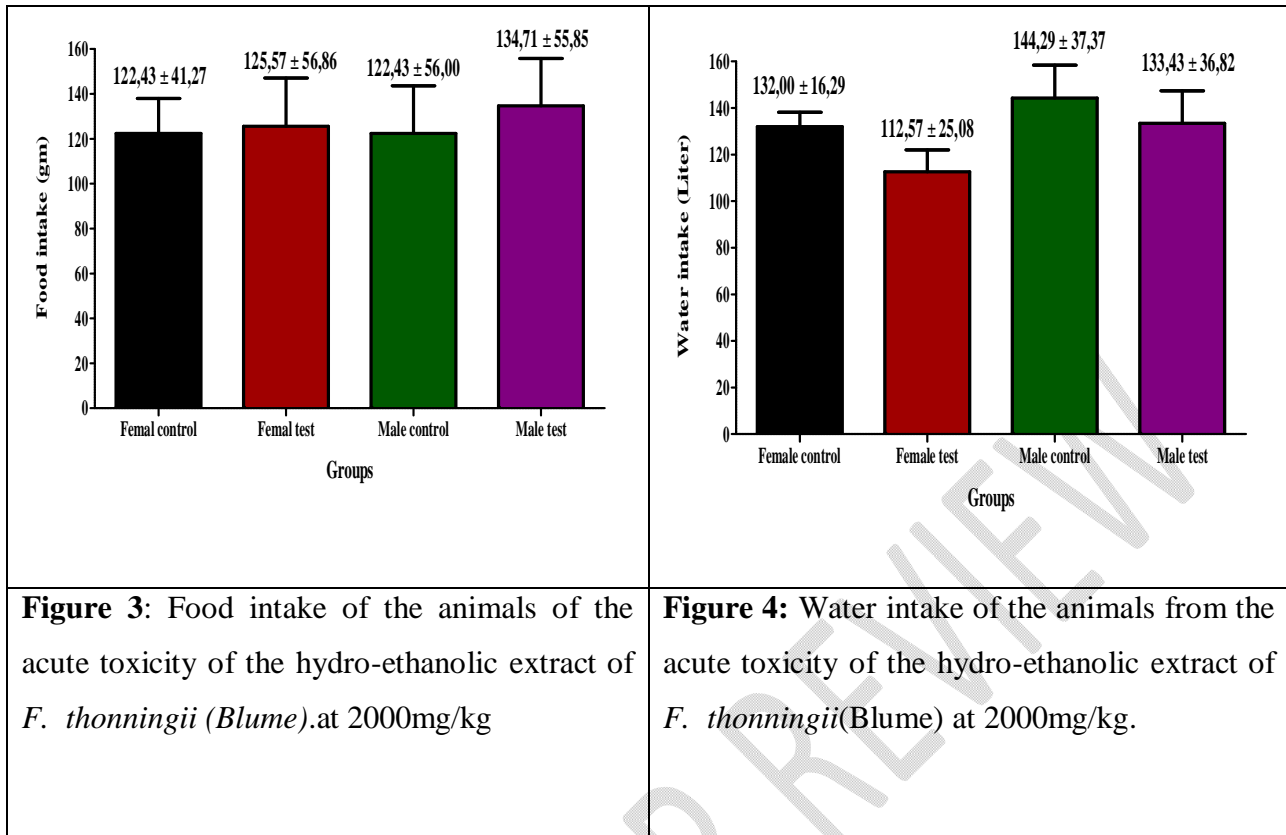 122,43 ± 41,27
125,57 ± 56,86
122,43 ± 56,00
134,71 ± 55,85
Food intake (gm)
160
140
120
100
80
60
40
20
0
Femal control
Femal test
Male control
Male test
Groups
132,00 ± 16,29
112,57 ± 25,08
144,29 ± 37,37
133,43 ± 36,82
Water intake (Liter)
160
140
120
100
80
60
40
20
0
Female control
Female test
Male control
Male test
Groups
Figure 3: Food intake of the animals of the
acute toxicity of the hydro-ethanolic extract of
F. thonningii (Blume).at 2000mg/kg
Figure 4: Water intake of the animals from the
acute toxicity of the hydro-ethanolic extract of
F. thonningii(Blume) at 2000mg/kg.
R REVIEW